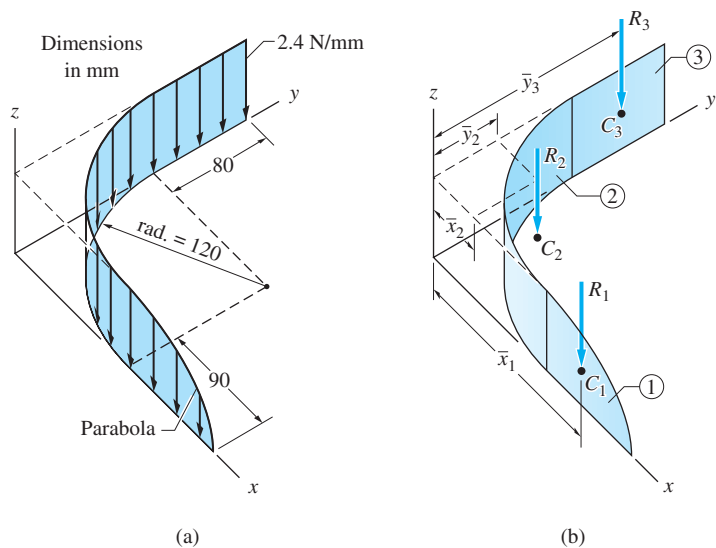 Dimensions
in mm
2.4 N/mm
z
y
80
rad. = 120
90
Parabola
x
(a)
R3
3
ȳ3
z
y
C3
ȳ2
R2
2
x̄2
C2
R1
x̄1
C1
1
x
(b)